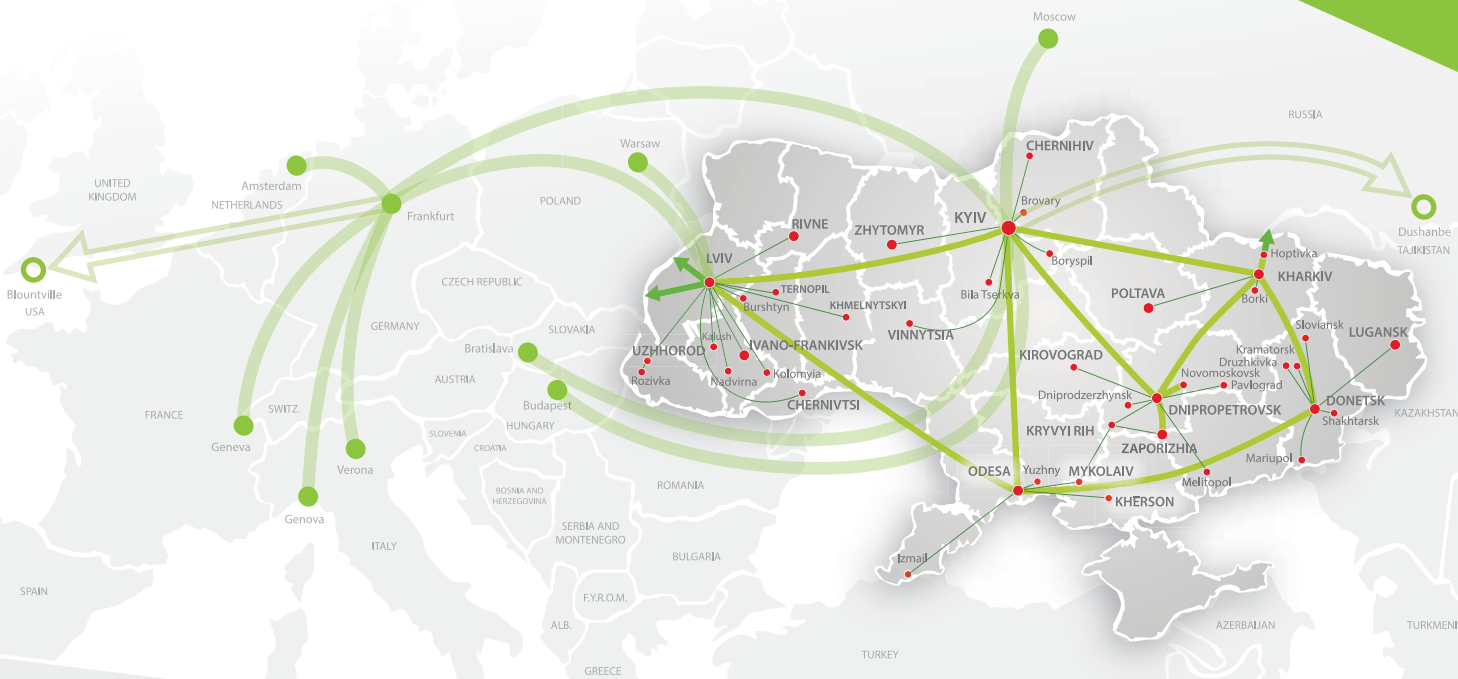 Moscow
RUSSIA
Warsaw
CHERNIHIV
Amsterdam
UNITED
KINGDOM
NETHERLANDS
POLAND
Frankfurt
Brovary
KYIV
RIVNE
ZHYTOMYR
Dushanbe
TAJIKISTAN
Hoptivka
LVIV
Boryspil
KHARKIV
CZECH REPUBLIC
TERNOPIL
Burshtyn
KHMELNYTSKYI
Bila Tserkva
POLTAVA
Borki
Blountville
USA
GERMANY
SLOVAKIA
VINNYTSIA
Sloviansk
LUGANSK
Bratislava
UZHHOROD
Kalush
IVANO-FRANKIVSK
KIROVOGRAD
Kramatorsk
Druzhkivka
Rozivka
Nadvirna
Kolomyia
Novomoskovsk
Pavlograd
AUSTRIA
Dniprodzerzhynsk
CHERNIVTSI
Budapest
DNIPROPETROVSK
DONETSK
Shakhtarsk
KAZAKHSTAN
FRANCE
SWITZ.
HUNGARY
SLOVENIA
CROATIA
KRYVYI RIH
ZAPORIZHIA
Geneva
Verona
Mariupol
ODESA
Yuzhny
MYKOLAIV
Melitopol
ROMANIA
BOSNIA AND
HERZEGOVINA
KHERSON
Genova
SERBIA AND
MONTENEGRO
ITALY
BULGARIA
Izmail
SPAIN
F.Y.R.O.M.
ALB.
AZERBAIJAN
TURKMENI
TURKEY
GREECE